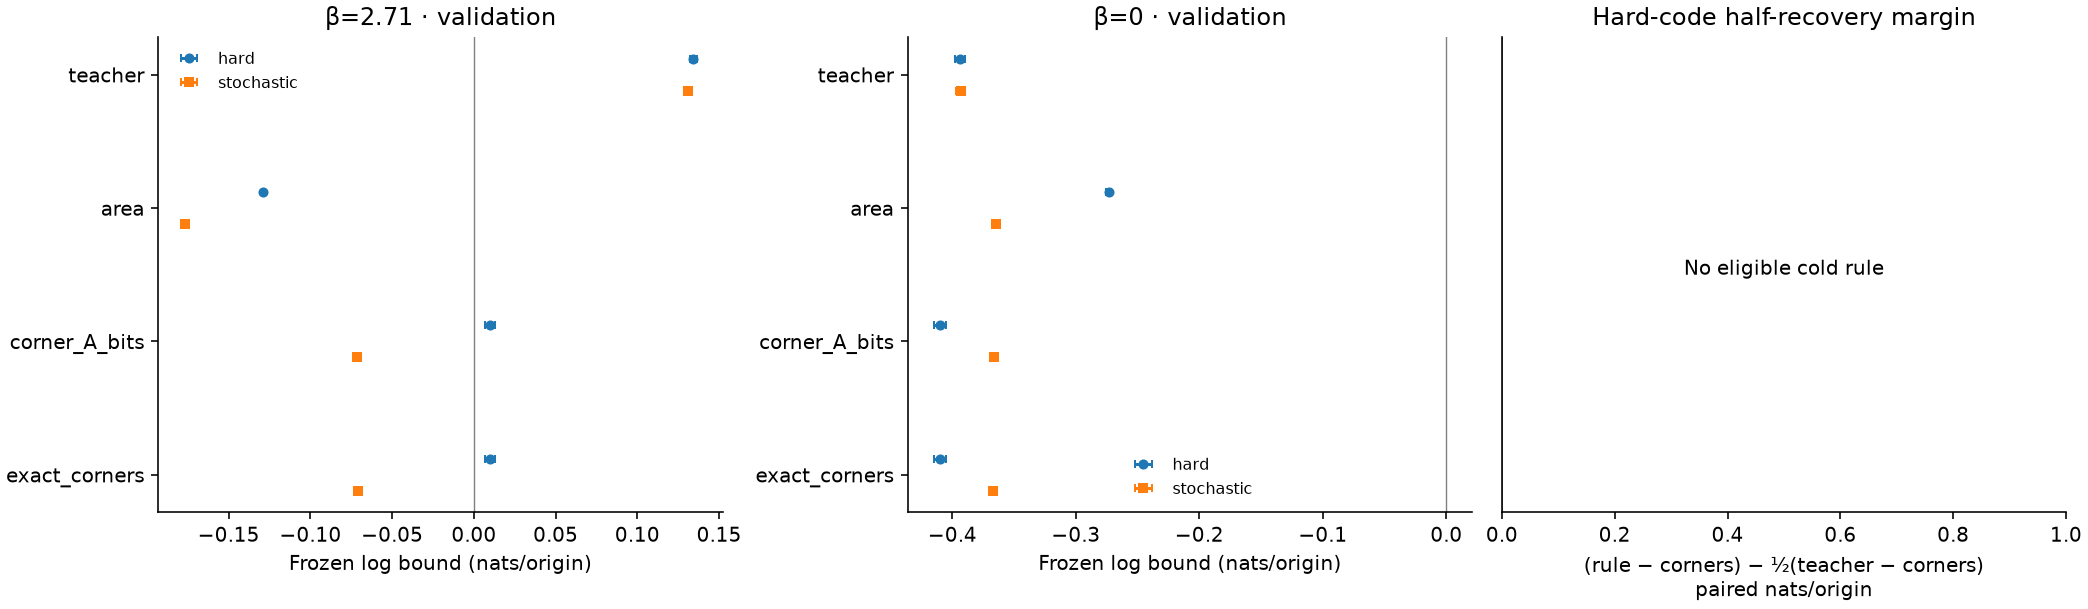 β=2.71 · validation
hard
stochastic
teacher
area
corner_A_bits
exact_corners
−0.15 −0.10 −0.05 0.00 0.05 0.10 0.15
Frozen log bound (nats/origin)
β=0 · validation
teacher
area
corner_A_bits
exact_corners
hard
stochastic
−0.4 −0.3 −0.2 −0.1 0.0
Frozen log bound (nats/origin)
Hard-code half-recovery margin
No eligible cold rule
0.0 0.2 0.4 0.6 0.8 1.0
(rule − corners) − ½(teacher − corners)
paired nats/origin